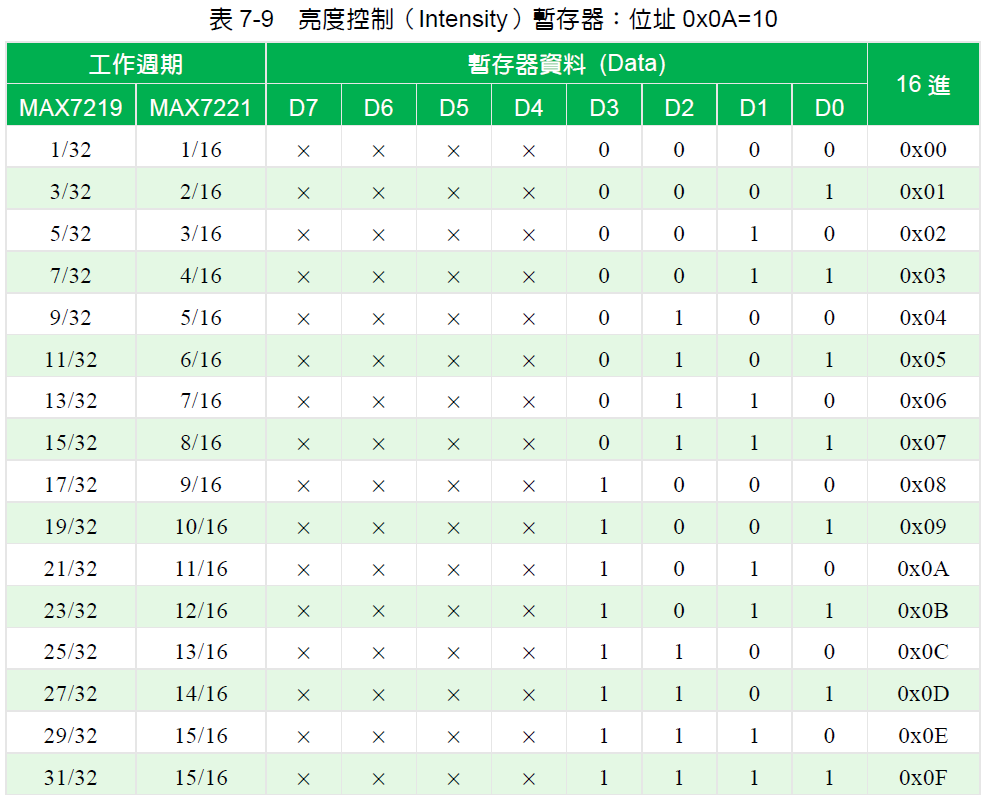 表 7-9 亮度控制（Intensity）暫存器：位址 0x0A=10
工作週期 暫存器資料 (Data) 16 進
MAX7219 MAX7221 D7 D6 D5 D4 D3 D2 D1 D0
1/32 1/16 × × × × 0 0 0 0 0x00
3/32 2/16 × × × × 0 0 0 1 0x01
5/32 3/16 × × × × 0 0 1 0 0x02
7/32 4/16 × × × × 0 0 1 1 0x03
9/32 5/16 × × × × 0 1 0 0 0x04
11/32 6/16 × × × × 0 1 0 1 0x05
13/32 7/16 × × × × 0 1 1 0 0x06
15/32 8/16 × × × × 0 1 1 1 0x07
17/32 9/16 × × × × 1 0 0 0 0x08
19/32 10/16 × × × × 1 0 0 1 0x09
21/32 11/16 × × × × 1 0 1 0 0x0A
23/32 12/16 × × × × 1 0 1 1 0x0B
25/32 13/16 × × × × 1 1 0 0 0x0C
27/32 14/16 × × × × 1 1 0 1 0x0D
29/32 15/16 × × × × 1 1 1 0 0x0E
31/32 15/16 × × × × 1 1 1 1 0x0F